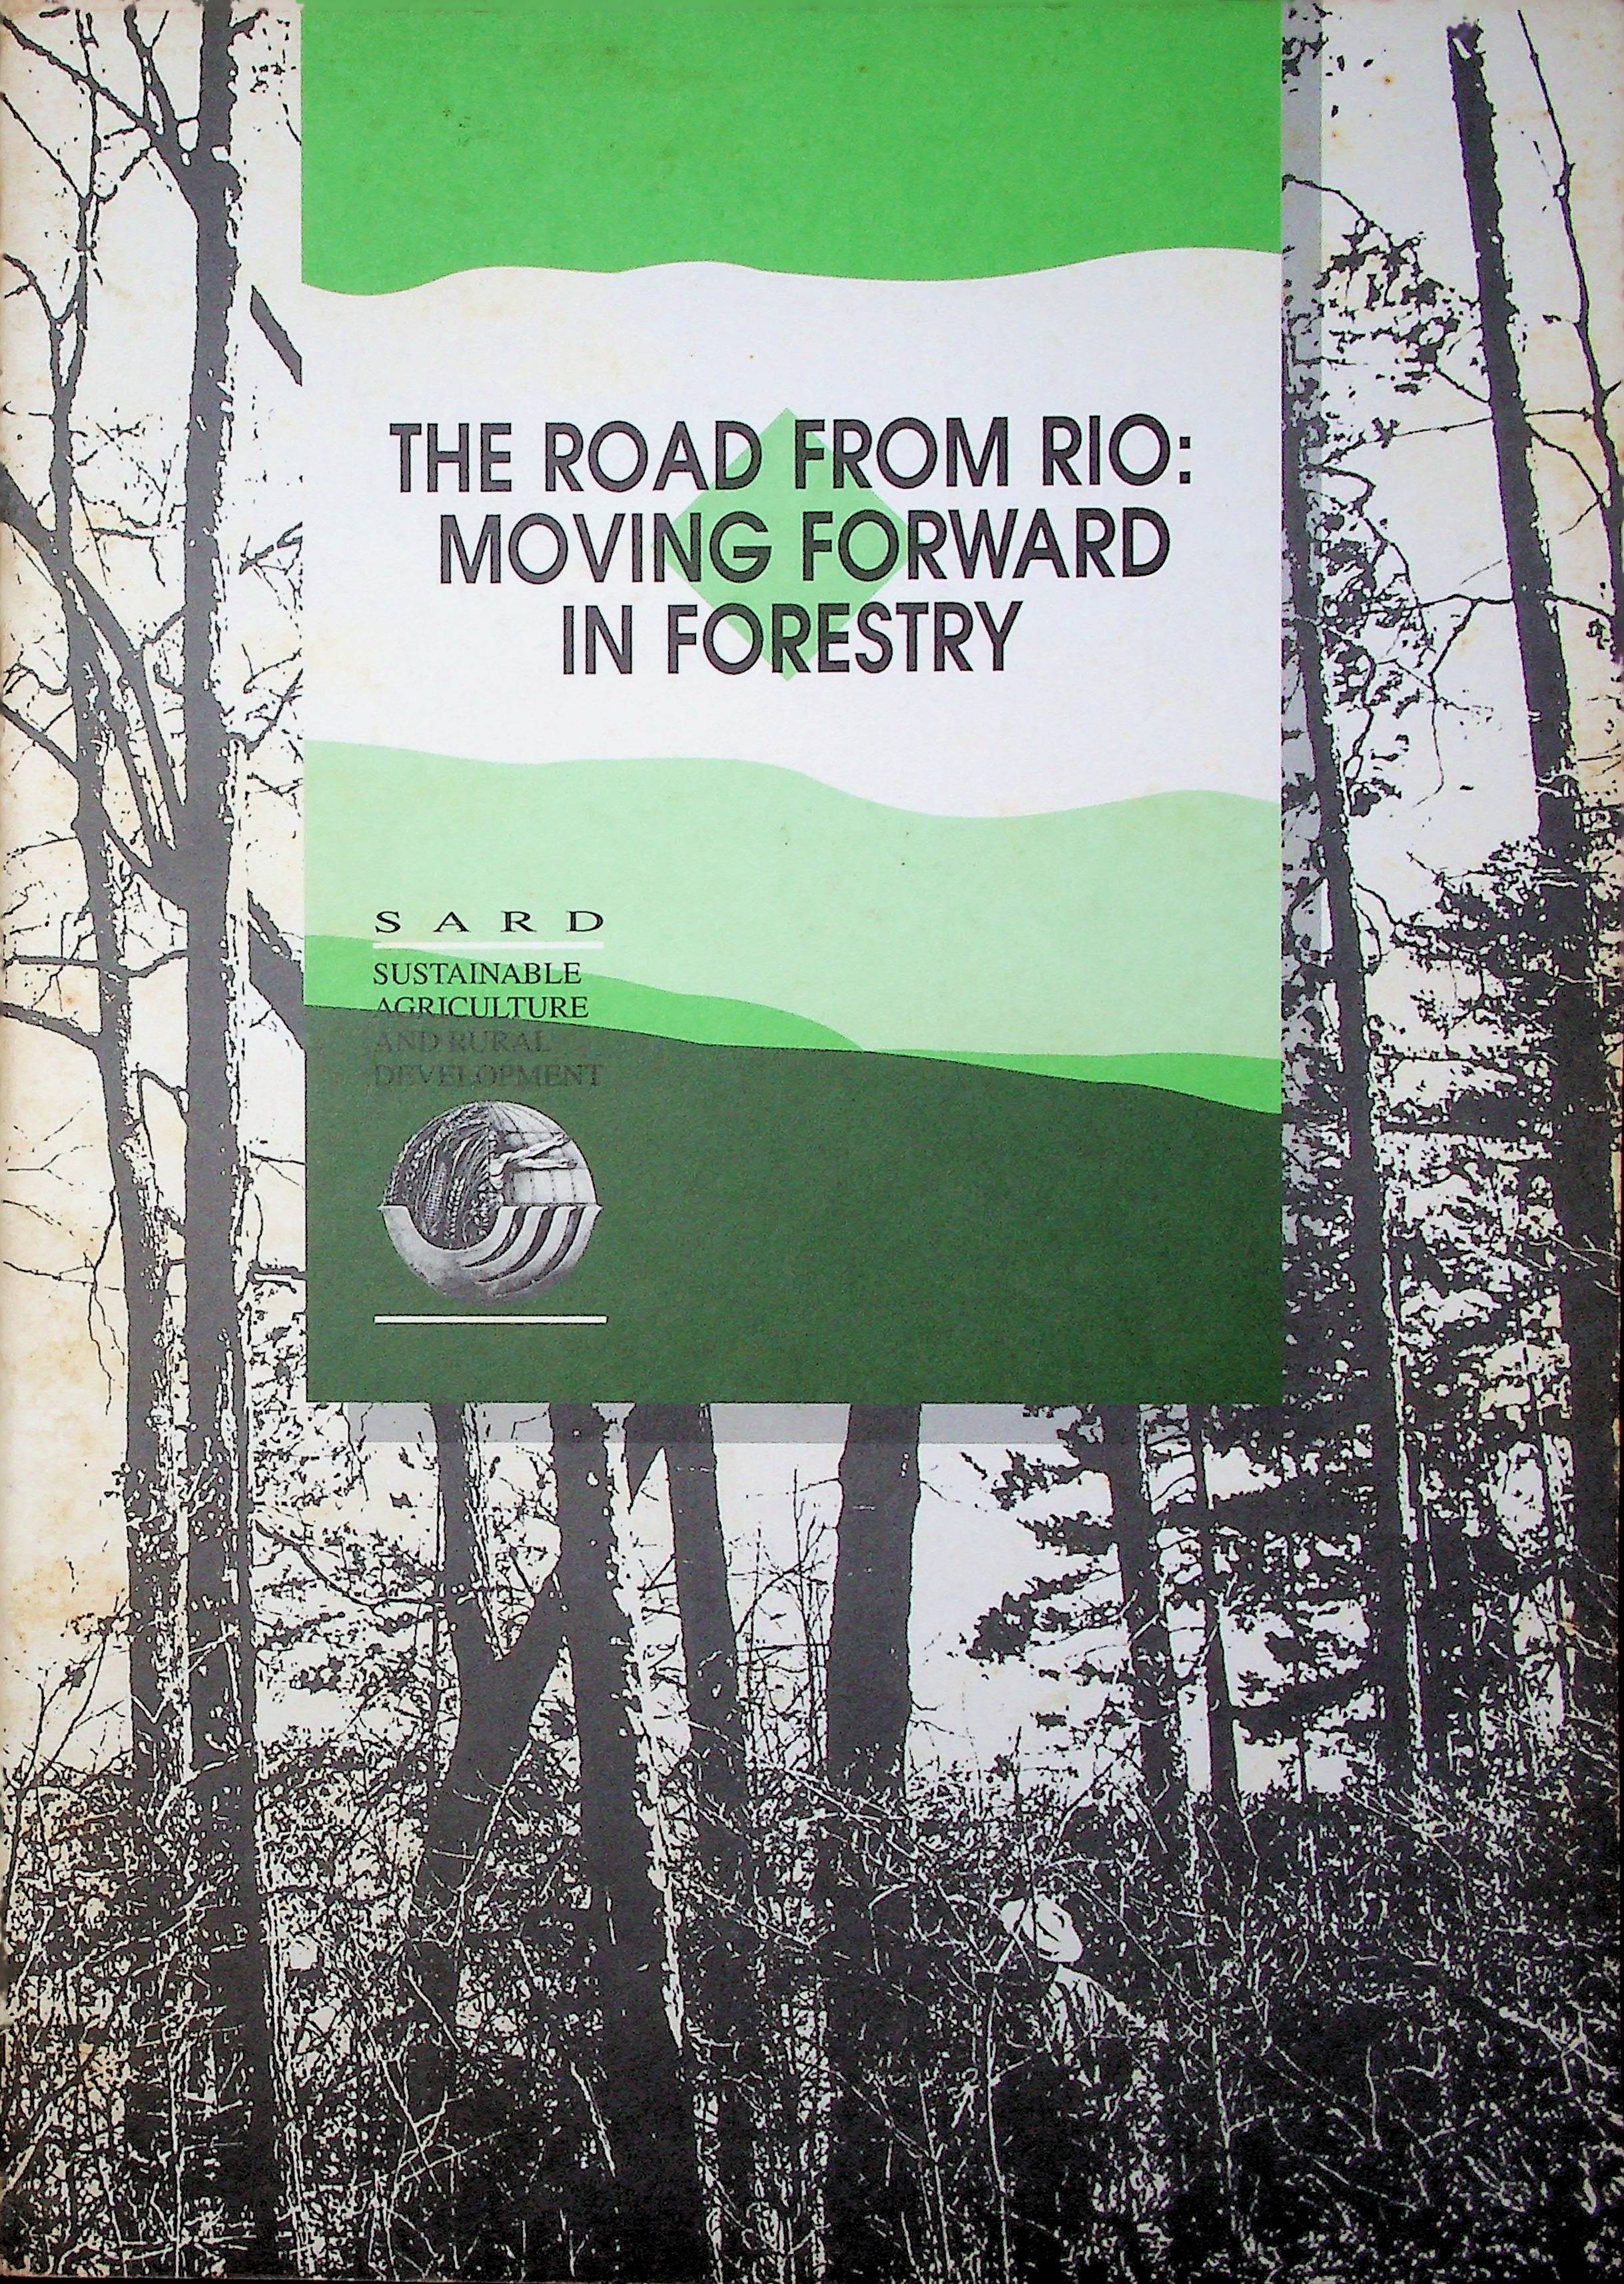 THE ROAD FROM RIO:
MOVING FORWARD
IN FORESTRY
S A R D
SUSTAINABLE
AGRICULTURE
AND RURAL
DEVELOPMENT